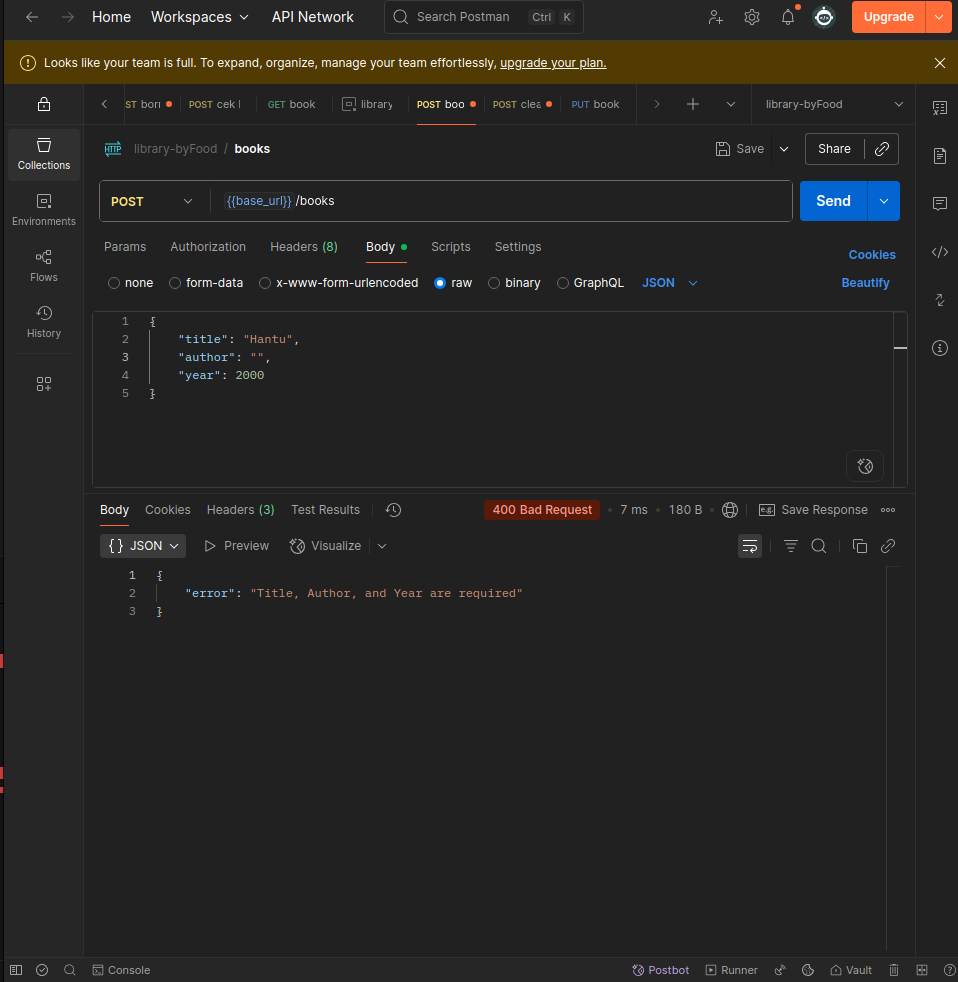 Home Workspaces API Network Search Postman Ctrl K Upgrade
Looks like your team is full. To expand, organize, manage your team effortlessly, upgrade your plan.
ST bori POST cek l GET book library POST boo POST clea PUT book library-byFood
HTTP library-byFood / books Save Share
Collections
Environments
Flows
History
POST {{base_url}} /books Send
Params Authorization Headers (8) Body Scripts Settings Cookies
none form-data x-www-form-urlencoded raw binary GraphQL JSON Beautify
1 {
2 "title": "Hantu",
3 "author": "",
4 "year": 2000
5 }
Body Cookies Headers (3) Test Results 400 Bad Request • 7 ms • 180 B • e.g. Save Response
{} JSON Preview Visualize
1 {
2 "error": "Title, Author, and Year are required"
3 }
Console Postbot Runner Vault